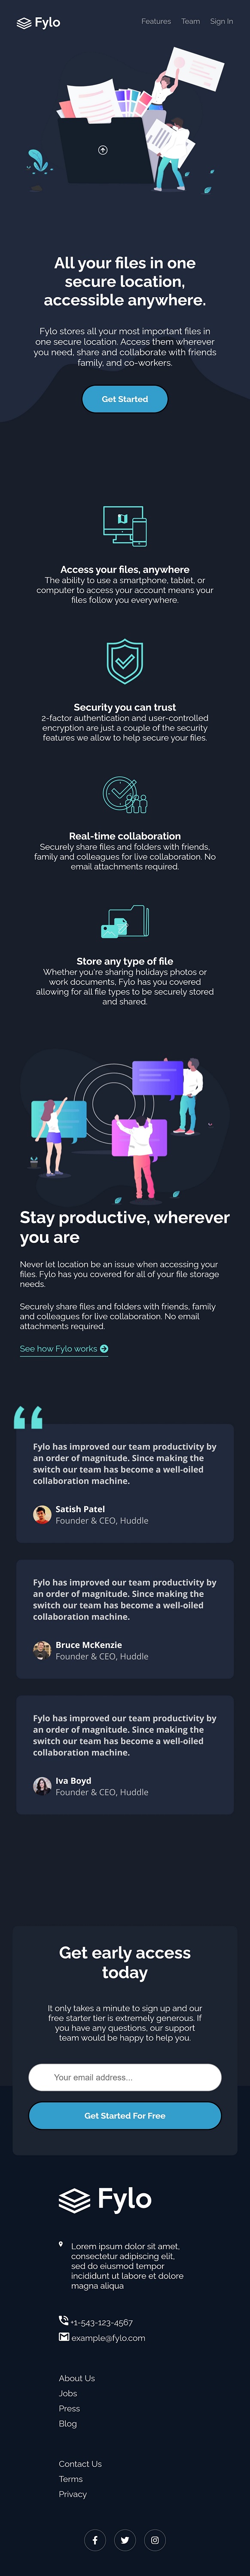 Fylo
Features Team Sign In
All your files in one
secure location,
accessible anywhere.
Fylo stores all your most important files in
one secure location. Access them wherever
you need, share and collaborate with friends
family, and co-workers.
Get Started
Access your files, anywhere
The ability to use a smartphone, tablet, or
computer to access your account means your
files follow you everywhere.
Security you can trust
2-factor authentication and user-controlled
encryption are just a couple of the security
features we allow to help secure your files.
Real-time collaboration
Securely share files and folders with friends,
family and colleagues for live collaboration. No
email attachments required.
Store any type of file
Whether you're sharing holidays photos or
work documents, Fylo has you covered
allowing for all file types to be securely stored
and shared.
Stay productive, wherever
you are
Never let location be an issue when accessing your
files. Fylo has you covered for all of your file storage
needs.
Securely share files and folders with friends, family
and colleagues for live collaboration. No email
attachments required.
See how Fylo works
Fylo has improved our team productivity by
an order of magnitude. Since making the
switch our team has become a well-oiled
collaboration machine.
Satish Patel
Founder & CEO, Huddle
Fylo has improved our team productivity by
an order of magnitude. Since making the
switch our team has become a well-oiled
collaboration machine.
Bruce McKenzie
Founder & CEO, Huddle
Fylo has improved our team productivity by
an order of magnitude. Since making the
switch our team has become a well-oiled
collaboration machine.
Iva Boyd
Founder & CEO, Huddle
Get early access
today
It only takes a minute to sign up and our
free starter tier is extremely generous. If
you have any questions, our support
team would be happy to help you.
Your email address...
Get Started For Free
Fylo
Lorem ipsum dolor sit amet,
consectetur adipiscing elit,
sed do eiusmod tempor
incididunt ut labore et dolore
magna aliqua
+1-543-123-4567
example@fylo.com
About Us
Jobs
Press
Blog
Contact Us
Terms
Privacy